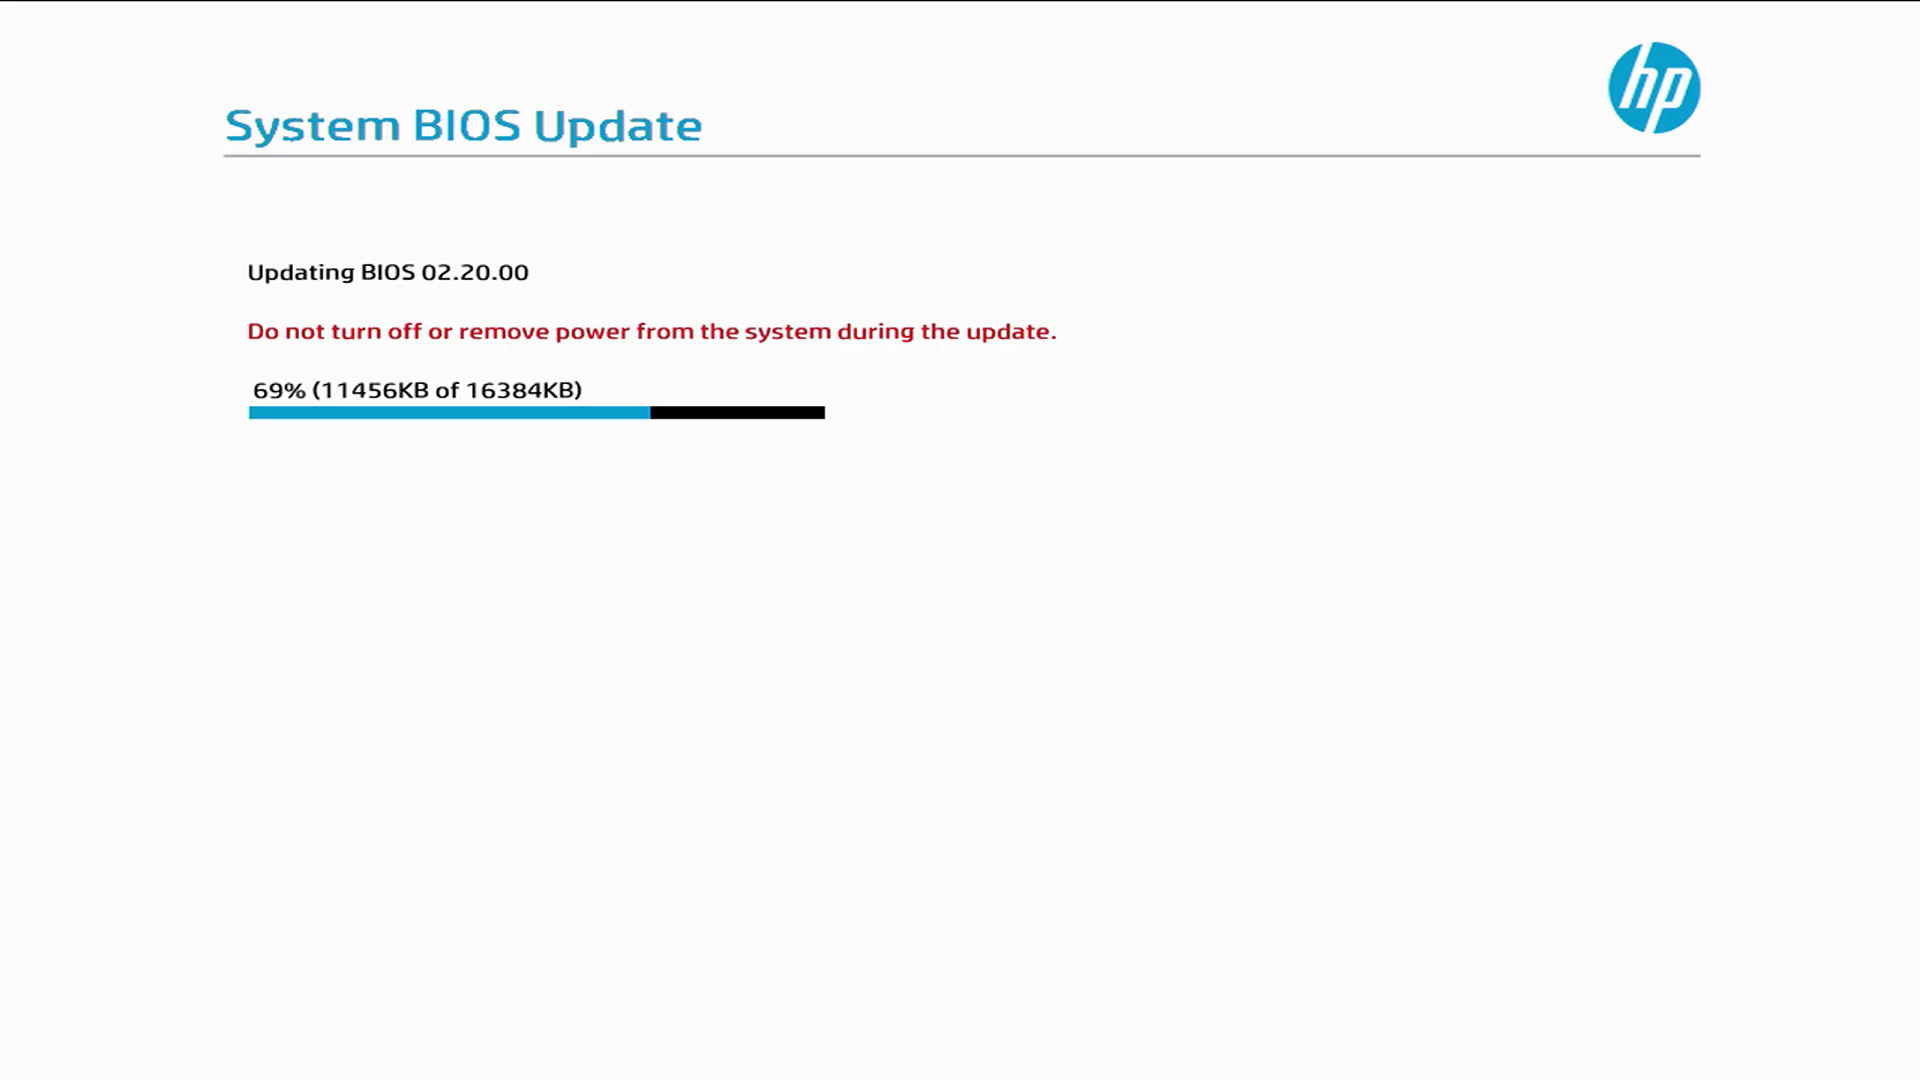 hp
System BIOS Update
Updating BIOS 02.20.00
Do not turn off or remove power from the system during the update.
69% (11456KB of 16384KB)